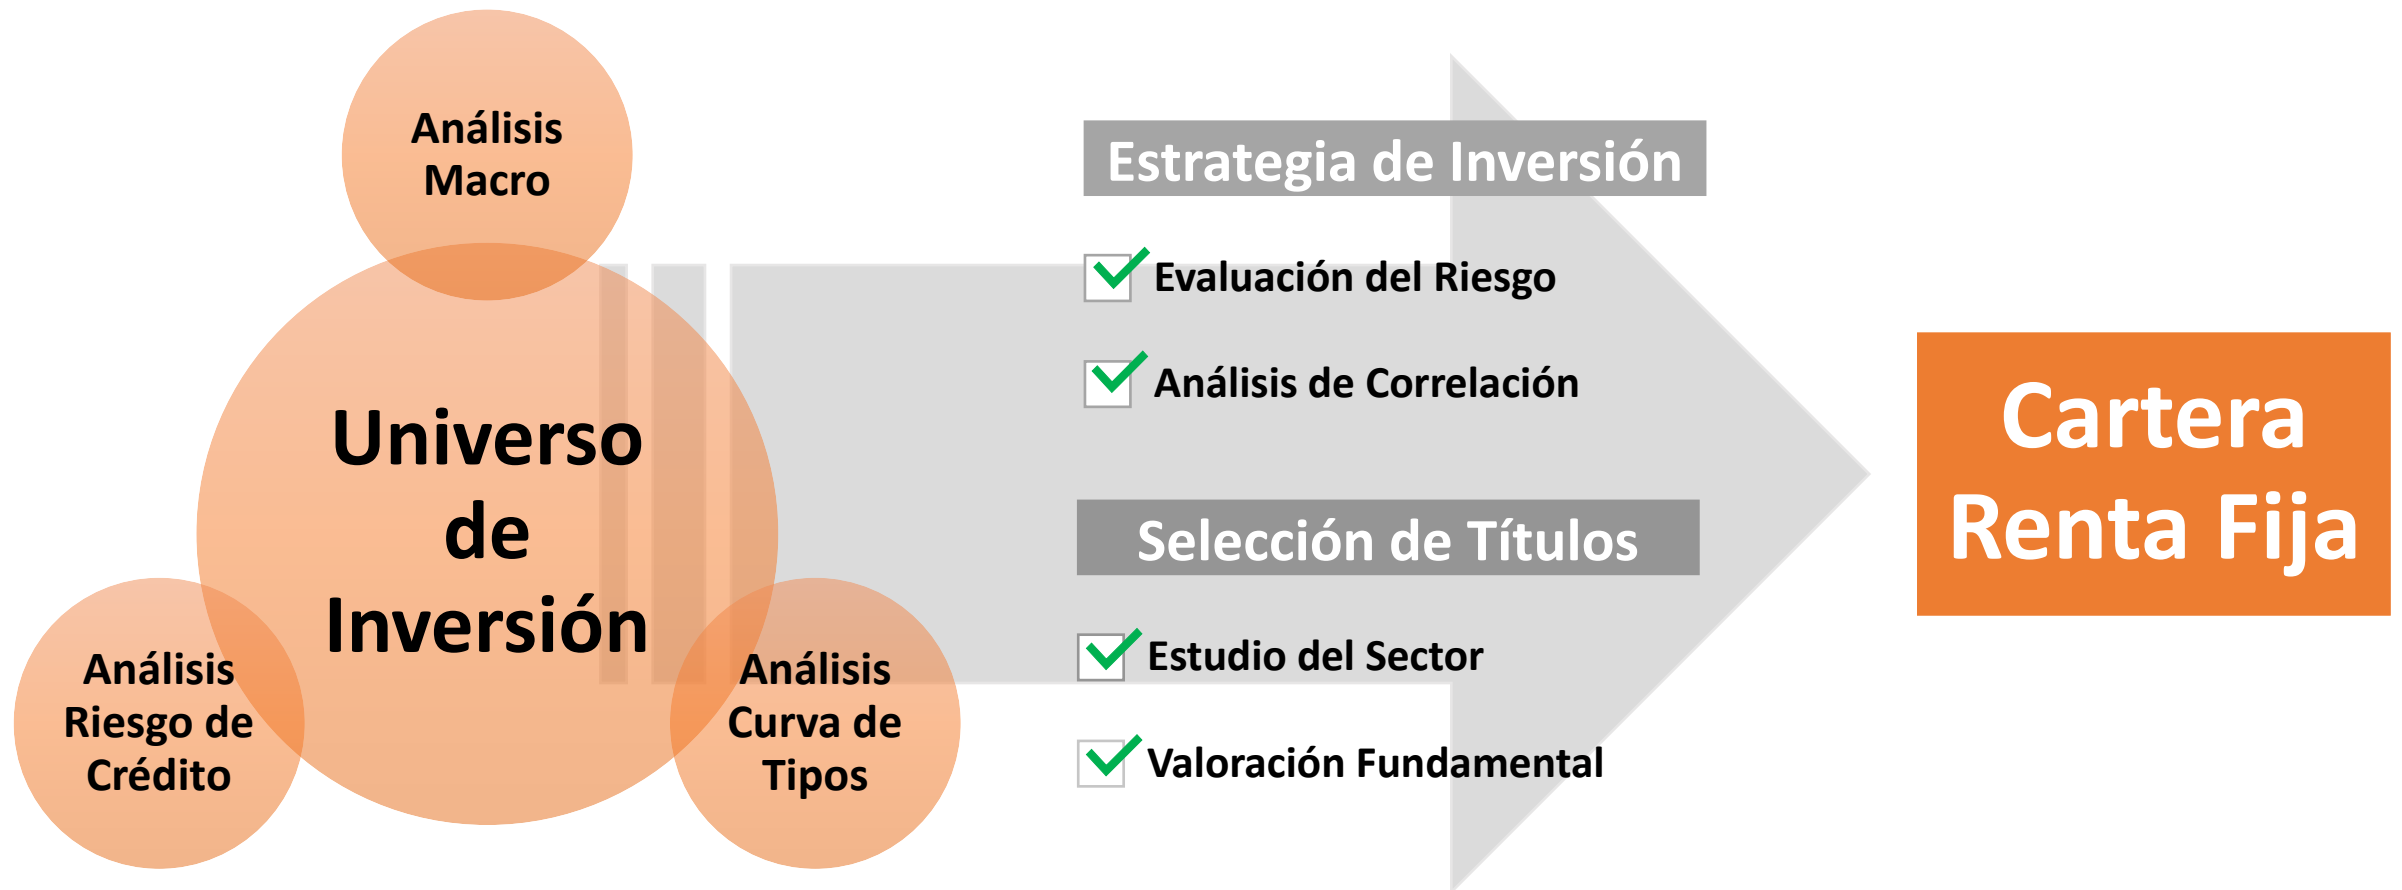 Análisis
Macro
Universo
de
Inversión
Análisis
Riesgo de
Crédito
Análisis
Curva de
Tipos
Estrategia de Inversión
Evaluación del Riesgo
Análisis de Correlación
Selección de Títulos
Estudio del Sector
Valoración Fundamental
Cartera
Renta Fija